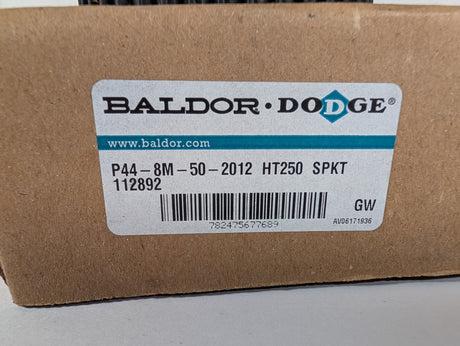 BALDOR · DODGE®
www.baldor.com
P44-8M-50-2012 HT250 SPKT
112892
GW
782475677689
AV06171936